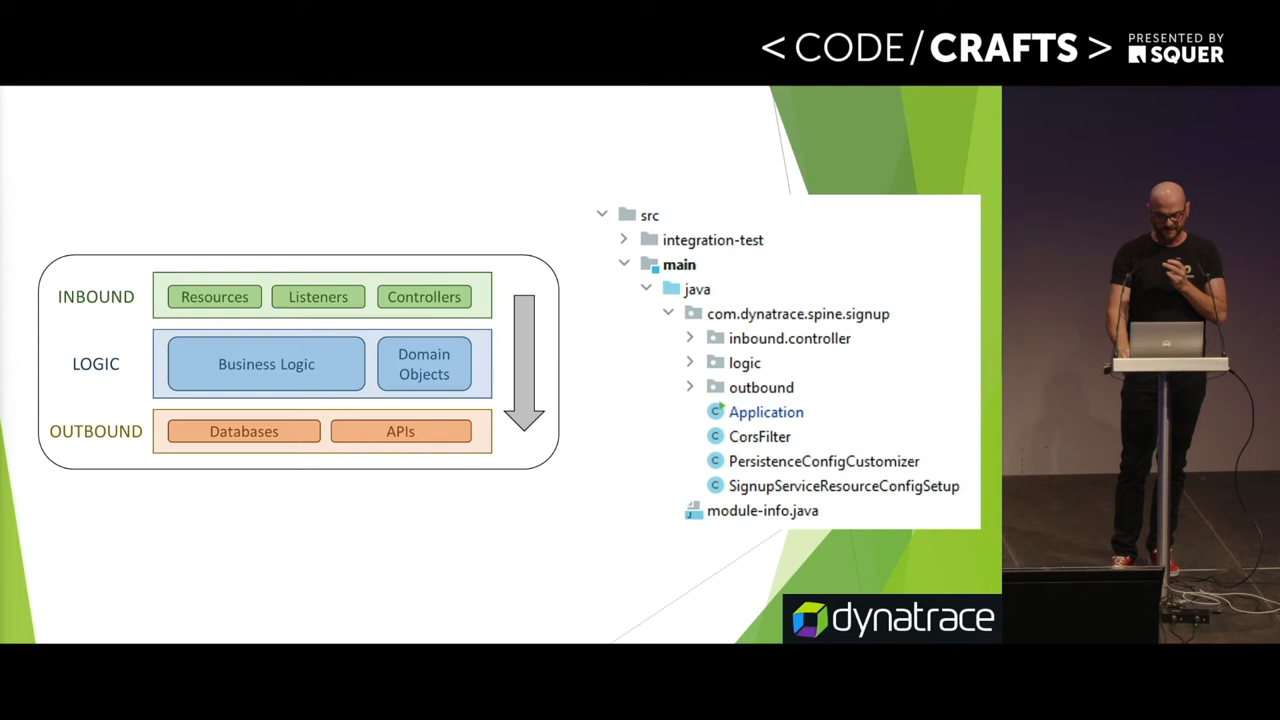 < CODE/CRAFTS >
PRESENTED BY
SQUER
INBOUND
Resources
Listeners
Controllers
LOGIC
Business Logic
Domain
Objects
OUTBOUND
Databases
APIs
src
integration-test
main
java
com.dynatrace.spine.signup
inbound.controller
logic
outbound
C Application
C CorsFilter
C PersistenceConfigCustomizer
C SignupServiceResourceConfigSetup
module-info.java
dynatrace